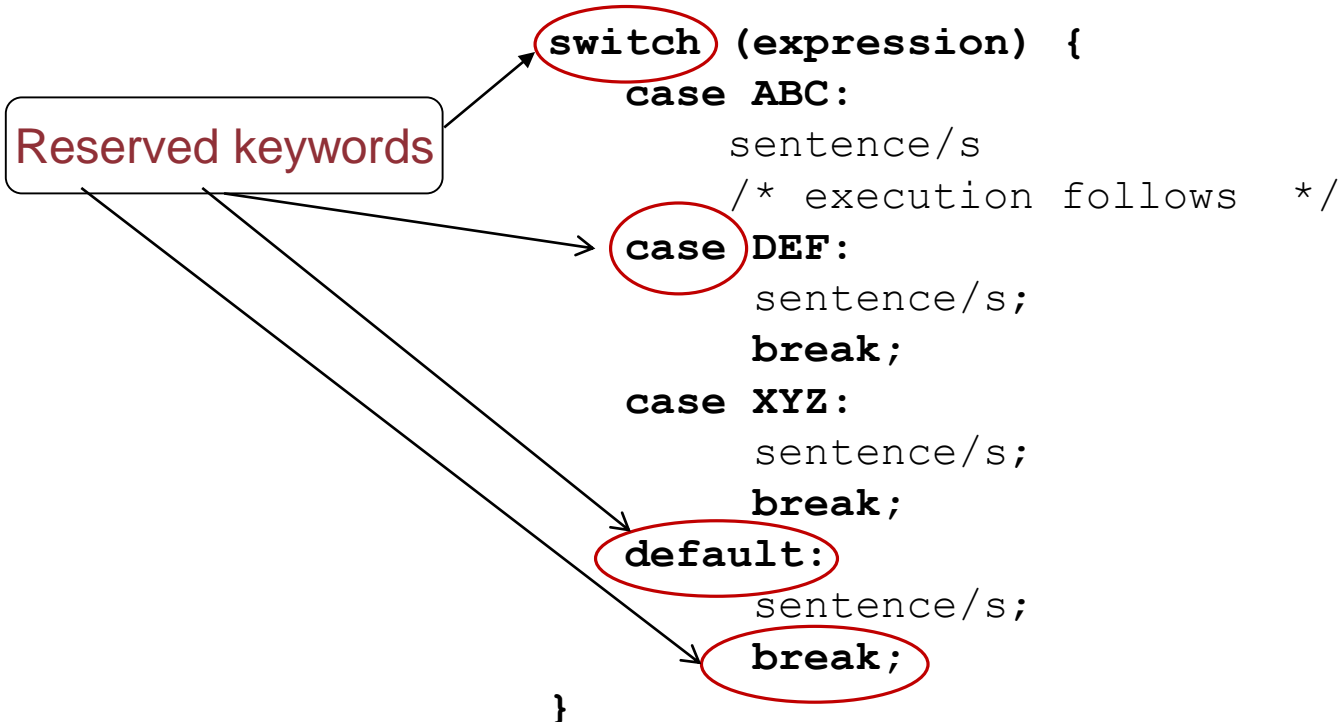 switch (expression) {
case ABC:
Reserved keywords
sentence/s
/* execution follows  */
case DEF:
sentence/s;
break;
case XYZ:
sentence/s;
break;
default:
sentence/s;
break;
}